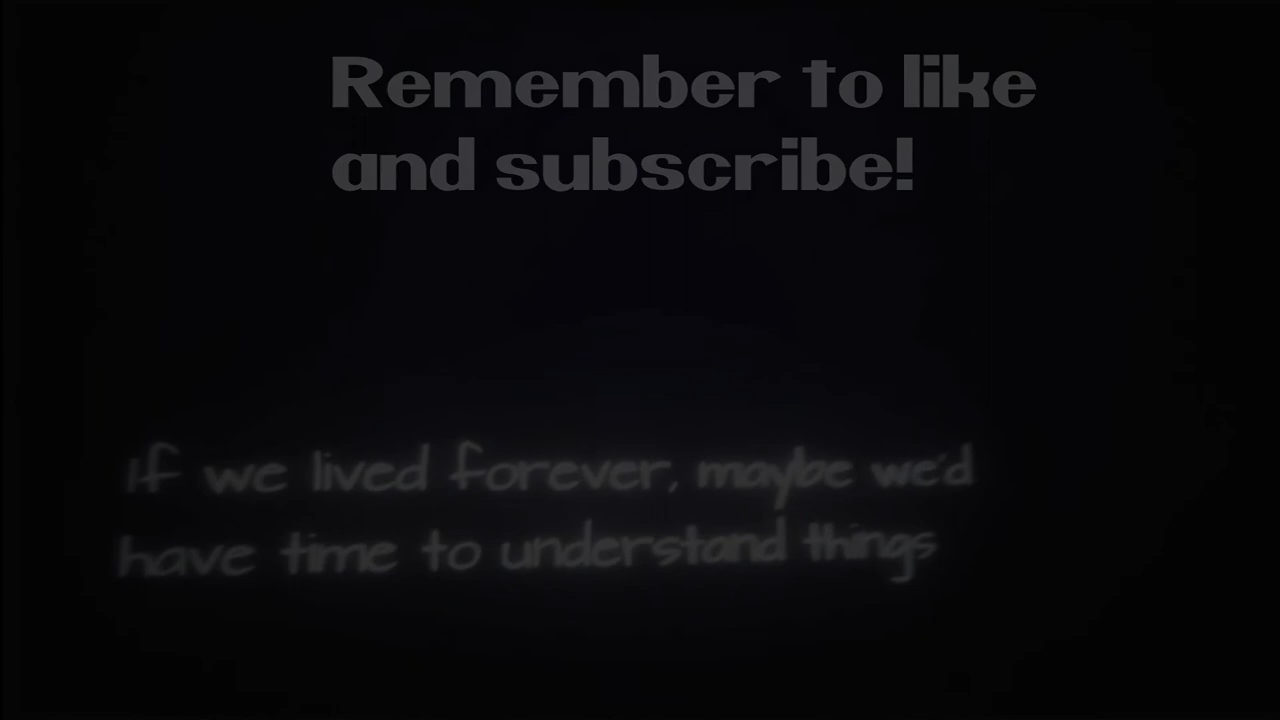 Remember to like
and subscribe!
If we lived forever, maybe we'd
have time to understand things